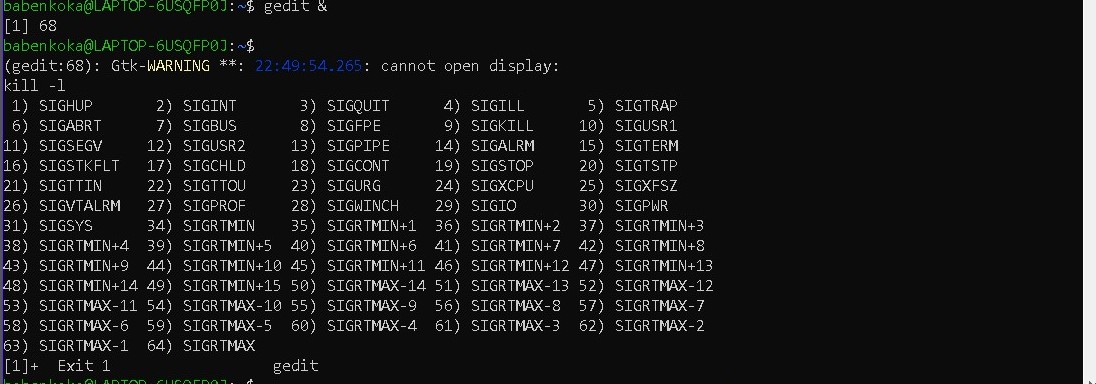 babenkoka@LAPTOP-6USQFP0J:~$ gedit &
[1] 68
babenkoka@LAPTOP-6USQFP0J:~$
(gedit:68): Gtk-WARNING **: 22:49:54.265: cannot open display:
kill -l
 1) SIGHUP       2) SIGINT       3) SIGQUIT      4) SIGILL       5) SIGTRAP
 6) SIGABRT      7) SIGBUS       8) SIGFPE       9) SIGKILL     10) SIGUSR1
11) SIGSEGV     12) SIGUSR2     13) SIGPIPE     14) SIGALRM     15) SIGTERM
16) SIGSTKFLT   17) SIGCHLD     18) SIGCONT     19) SIGSTOP     20) SIGTSTP
21) SIGTTIN     22) SIGTTOU     23) SIGURG      24) SIGXCPU     25) SIGXFSZ
26) SIGVTALRM   27) SIGPROF     28) SIGWINCH    29) SIGIO       30) SIGPWR
31) SIGSYS      34) SIGRTMIN    35) SIGRTMIN+1  36) SIGRTMIN+2  37) SIGRTMIN+3
38) SIGRTMIN+4  39) SIGRTMIN+5  40) SIGRTMIN+6  41) SIGRTMIN+7  42) SIGRTMIN+8
43) SIGRTMIN+9  44) SIGRTMIN+10 45) SIGRTMIN+11 46) SIGRTMIN+12 47) SIGRTMIN+13
48) SIGRTMIN+14 49) SIGRTMIN+15 50) SIGRTMAX-14 51) SIGRTMAX-13 52) SIGRTMAX-12
53) SIGRTMAX-11 54) SIGRTMAX-10 55) SIGRTMAX-9  56) SIGRTMAX-8  57) SIGRTMAX-7
58) SIGRTMAX-6  59) SIGRTMAX-5  60) SIGRTMAX-4  61) SIGRTMAX-3  62) SIGRTMAX-2
63) SIGRTMAX-1  64) SIGRTMAX
[1]+  Exit 1                  gedit
babenkoka@LAPTOP-6USQFP0J:~$